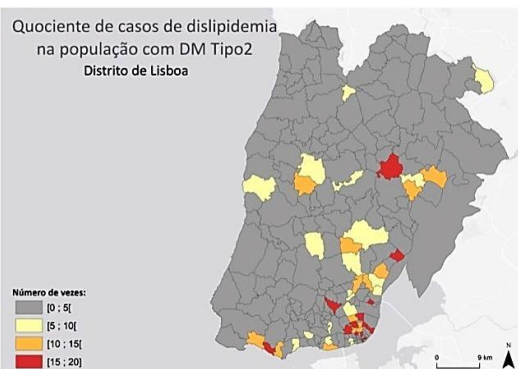 Quociente de casos de dislipidemia
na população com DM Tipo2
Distrito de Lisboa
Número de vezes:
[0 ; 5[
[5 ; 10[
[10 ; 15[
[15 ; 20]
0 9 km
N